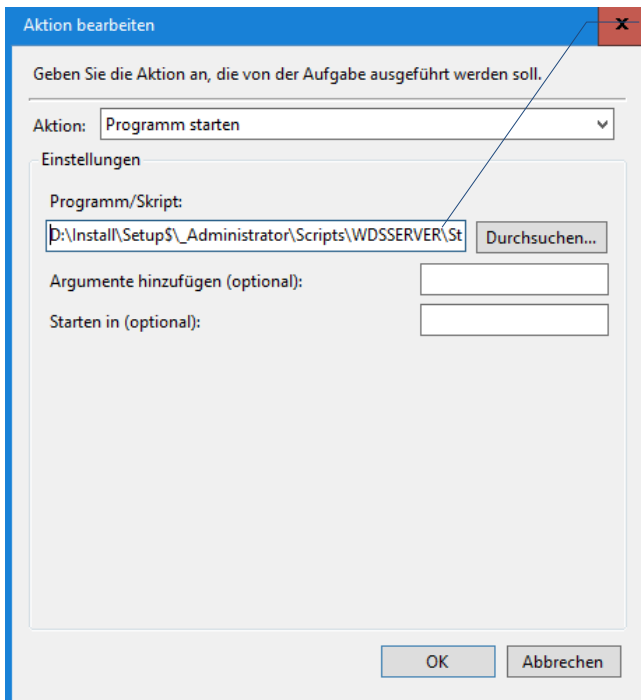 Aktion bearbeiten
x
Geben Sie die Aktion an, die von der Aufgabe ausgeführt werden soll.
Aktion: Programm starten
Einstellungen
Programm/Skript:
D:\Install\Setup$\_Administrator\Scripts\WDSSERVER\St Durchsuchen...
Argumente hinzufügen (optional):
Starten in (optional):
OK Abbrechen